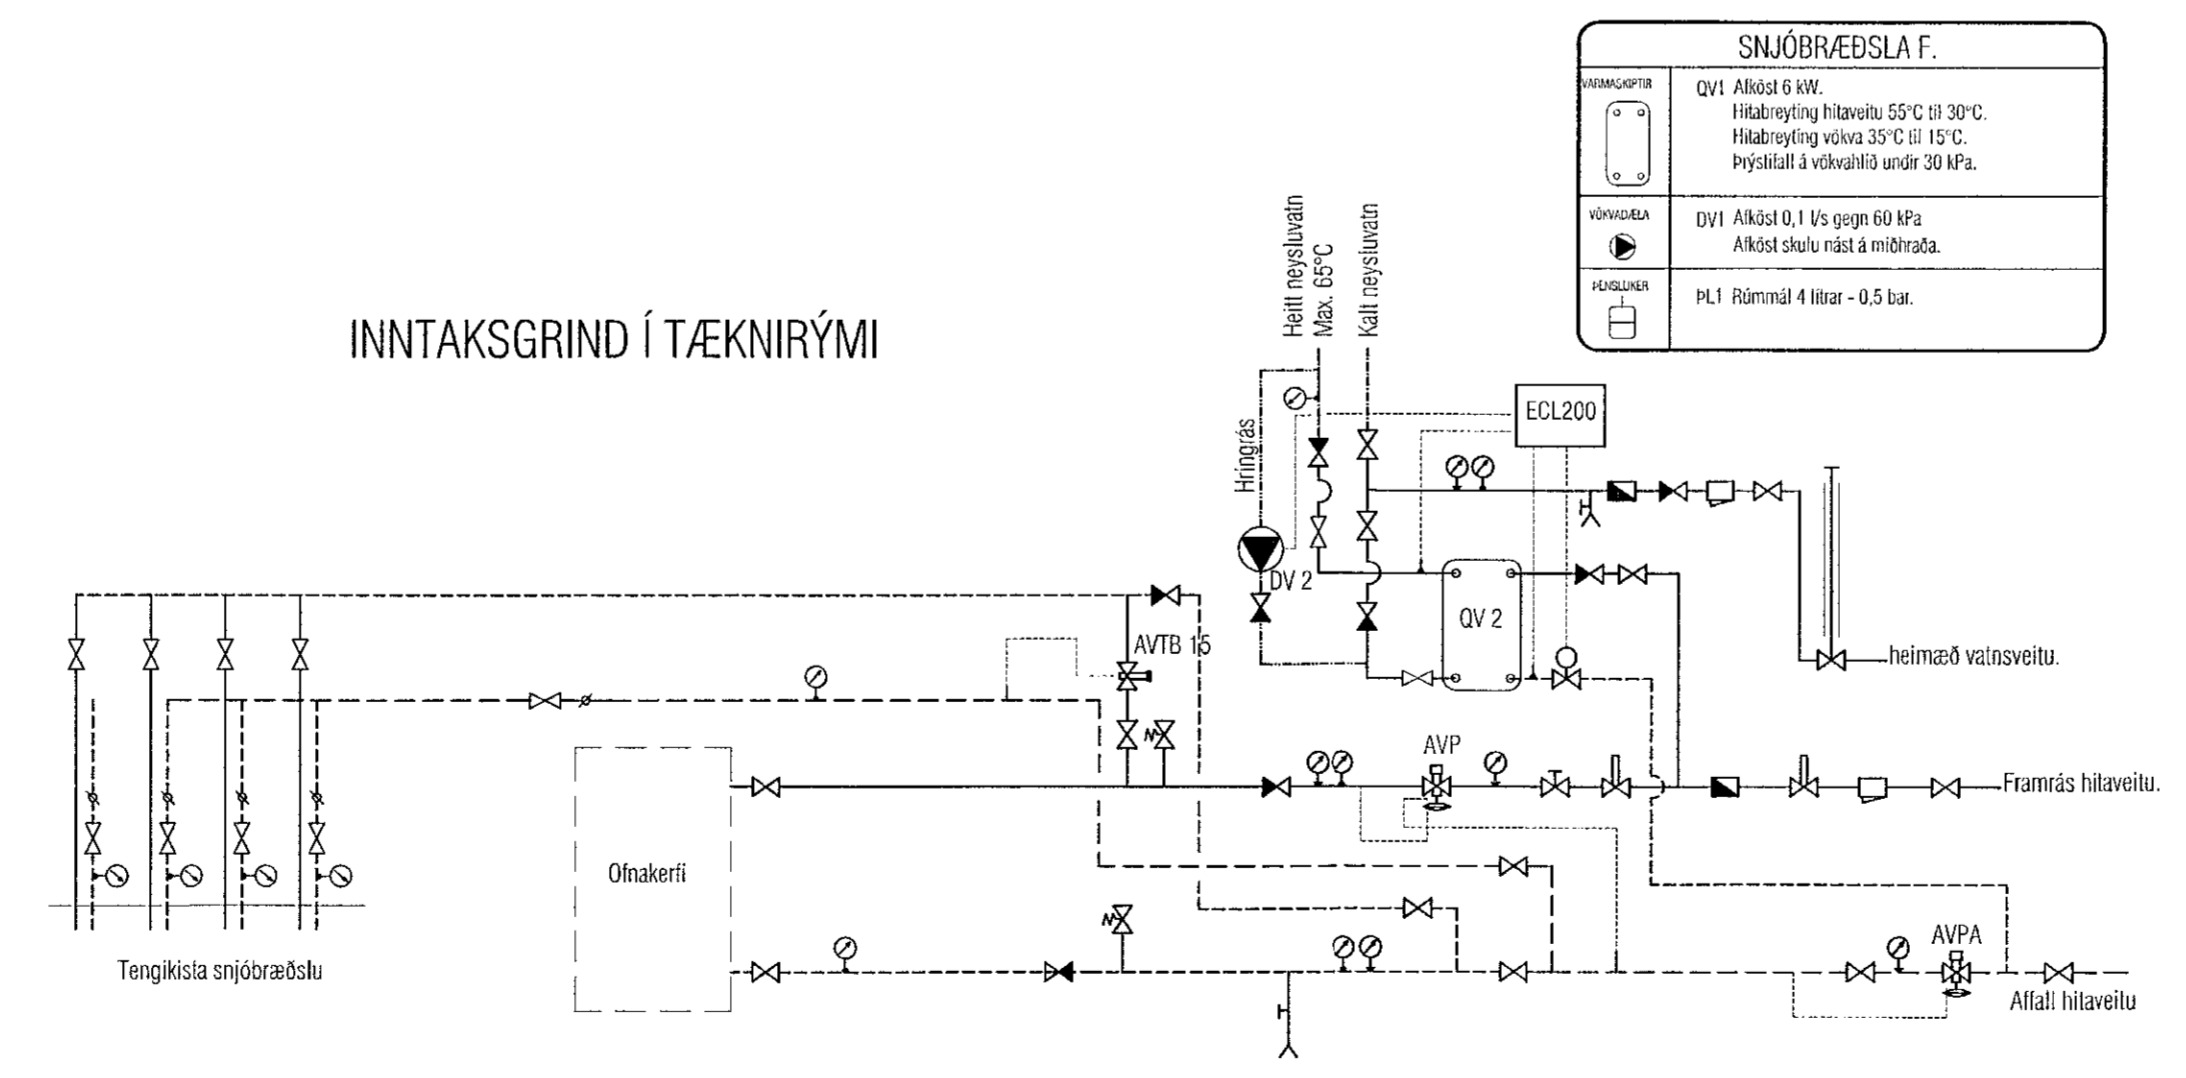 SNJÓBRÆÐSLA F.
VARMASKIPTIR
QV1 Afköst 6 kW.
Hitabreyting hitaveitu 55°C til 30°C.
Hitabreyting vökva 35°C til 15°C.
Þrýstifall á vökvahlið undir 30 kPa.
VÖKVADÆLA
DV1 Afköst 0,1 l/s gegn 60 kPa
Afköst skulu nást á miðhraða.
ÞENSLUKER
ÞL1 Rúmmál 4 lítrar - 0,5 bar.
INNTAKSGRIND Í TÆKNIRÝMI
Heitt neysluvatn
Max. 65°C
Kalt neysluvatn
Hringrás
ECL200
DV 2
QV 2
AVTB 15
heimæð vatnsveitu.
AVP
Framrás hitaveitu.
Ofnakerfi
AVPA
Tengikista snjóbræðslu
Affall hitaveitu